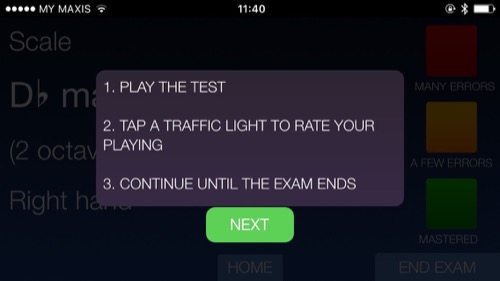 MY MAXIS 11:40
Scale
D♭ ma
(2 octav
Right hand
1. PLAY THE TEST
2. TAP A TRAFFIC LIGHT TO RATE YOUR
PLAYING
3. CONTINUE UNTIL THE EXAM ENDS
NEXT
MANY ERRORS
A FEW ERRORS
MASTERED
HOME
END EXAM